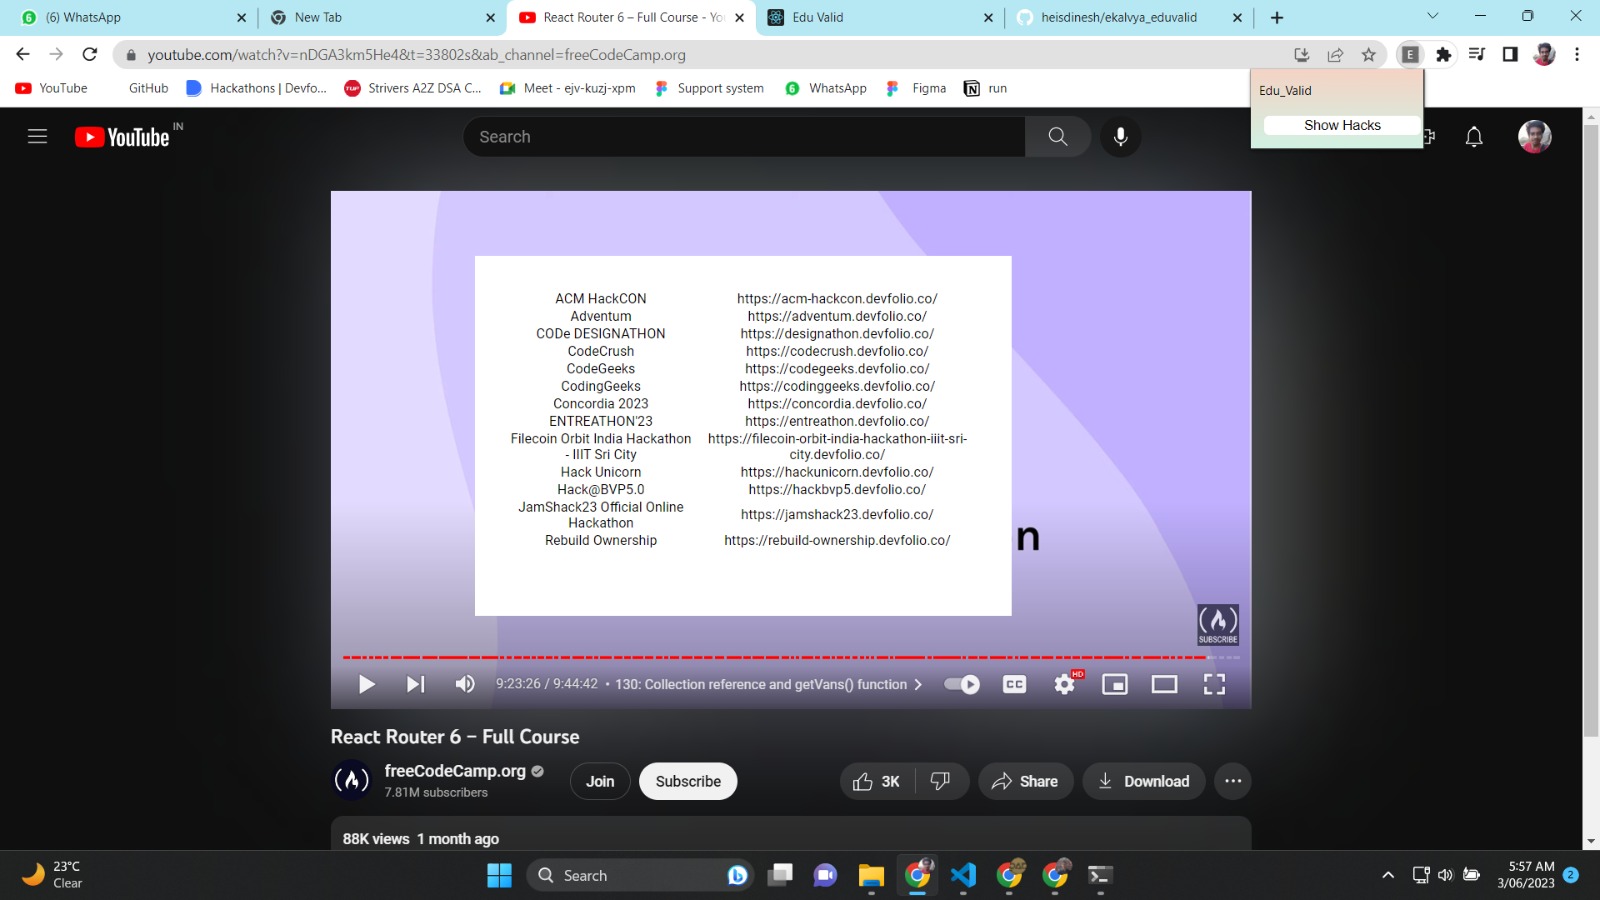 (6) WhatsApp
New Tab
React Router 6 – Full Course - Yo
Edu Valid
heisdinesh/ekalvya_eduvalid
youtube.com/watch?v=nDGA3km5He4&t=33802s&ab_channel=freeCodeCamp.org
E
YouTube
GitHub
Hackathons | Devfo...
TUF
Strivers A2Z DSA C...
Meet - ejv-kuzj-xpm
Support system
WhatsApp
Figma
run
Edu_Valid
Show Hacks
YouTube IN
Search
ACM HackCON https://acm-hackcon.devfolio.co/
Adventum https://adventum.devfolio.co/
CODe DESIGNATHON https://designathon.devfolio.co/
CodeCrush https://codecrush.devfolio.co/
CodeGeeks https://codegeeks.devfolio.co/
CodingGeeks https://codinggeeks.devfolio.co/
Concordia 2023 https://concordia.devfolio.co/
ENTREATHON'23 https://entreathon.devfolio.co/
Filecoin Orbit India Hackathon https://filecoin-orbit-india-hackathon-iiit-sri-
- IIIT Sri City city.devfolio.co/
Hack Unicorn https://hackunicorn.devfolio.co/
Hack@BVP5.0 https://hackbvp5.devfolio.co/
JamShack23 Official Online
Hackathon https://jamshack23.devfolio.co/
Rebuild Ownership https://rebuild-ownership.devfolio.co/
n
SUBSCRIBE
9:23:26 / 9:44:42 • 130: Collection reference and getVans() function
CC
HD
React Router 6 – Full Course
freeCodeCamp.org
7.81M subscribers
Join
Subscribe
3K
Share
Download
88K views 1 month ago
23°C
Clear
Search
5:57 AM
3/06/2023
2